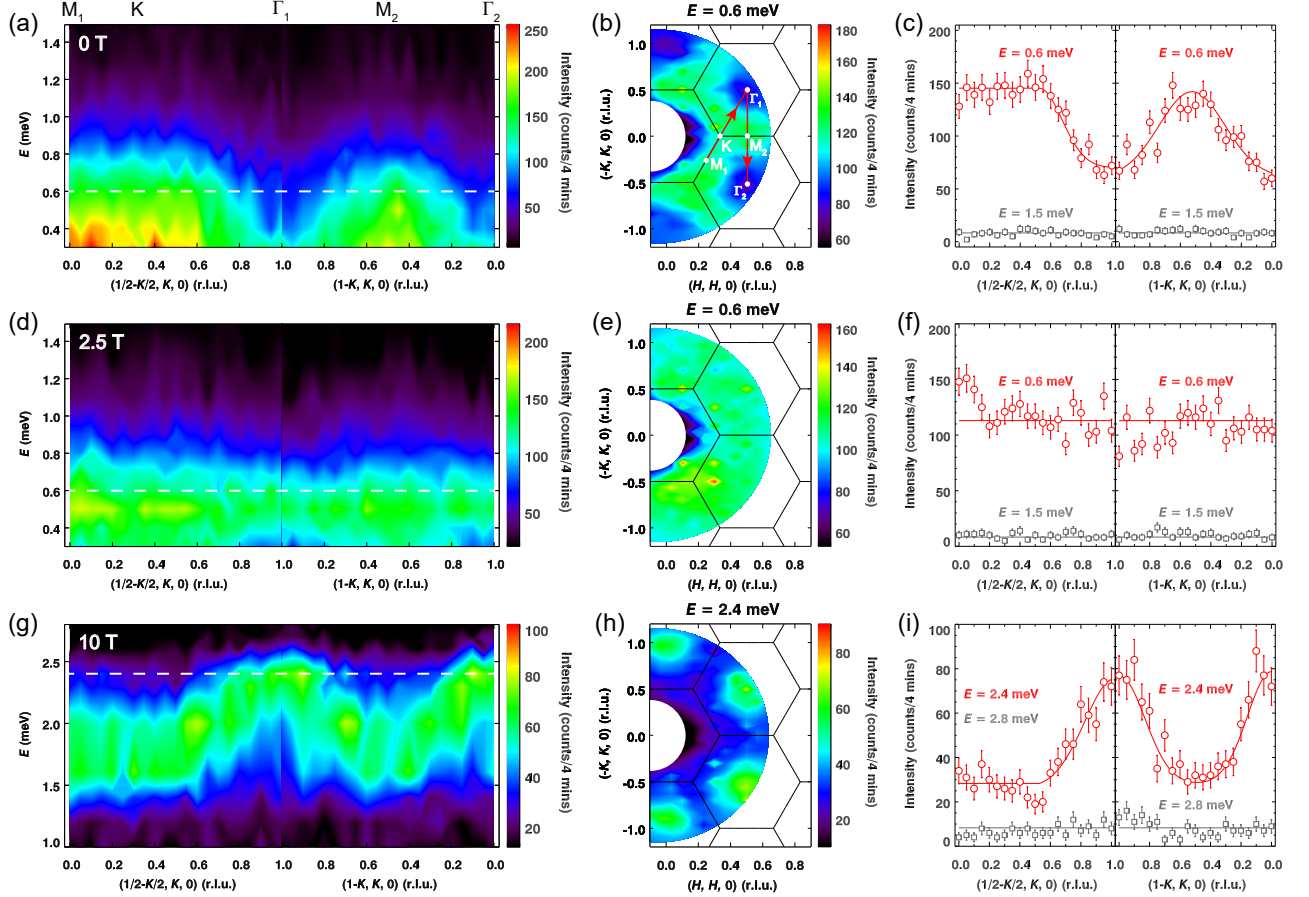 (a) M1 K Γ1 M2 Γ2
0 T
E (meV)
1.4
1.2
1.0
0.8
0.6
0.4
0.0 0.2 0.4 0.6 0.8 1.0 0.8 0.6 0.4 0.2 0.0
(1/2-K/2, K, 0) (r.l.u.) (1-K, K, 0) (r.l.u.)
250
200
150
100
50
Intensity (counts/4 mins)
(b) E = 0.6 meV
(-K, K, 0) (r.l.u.)
1.0
0.5
0.0
-0.5
-1.0
Γ1
K M2
M1
Γ2
0.0 0.2 0.4 0.6 0.8
(H, H, 0) (r.l.u.)
180
160
140
120
100
80
60
Intensity (counts/4 mins)
(c)
Intensity (counts/4 mins)
200
150
100
50
0
E = 0.6 meV E = 0.6 meV
E = 1.5 meV E = 1.5 meV
0.0 0.2 0.4 0.6 0.8 1.0 0.8 0.6 0.4 0.2 0.0
(1/2-K/2, K, 0) (r.l.u.) (1-K, K, 0) (r.l.u.)
(d)
2.5 T
E (meV)
1.4
1.2
1.0
0.8
0.6
0.4
0.0 0.2 0.4 0.6 0.8 1.0 0.8 0.6 0.4 0.2 0.0
(1/2-K/2, K, 0) (r.l.u.) (1-K, K, 0) (r.l.u.)
200
150
100
50
Intensity (counts/4 mins)
(e) E = 0.6 meV
(-K, K, 0) (r.l.u.)
1.0
0.5
0.0
-0.5
-1.0
0.0 0.2 0.4 0.6 0.8
(H, H, 0) (r.l.u.)
160
140
120
100
80
60
Intensity (counts/4 mins)
(f)
Intensity (counts/4 mins)
200
150
100
50
0
E = 0.6 meV E = 0.6 meV
E = 1.5 meV E = 1.5 meV
0.0 0.2 0.4 0.6 0.8 1.0 0.8 0.6 0.4 0.2 0.0
(1/2-K/2, K, 0) (r.l.u.) (1-K, K, 0) (r.l.u.)
(g)
10 T
E (meV)
2.5
2.0
1.5
1.0
0.0 0.2 0.4 0.6 0.8 1.0 0.8 0.6 0.4 0.2 0.0
(1/2-K/2, K, 0) (r.l.u.) (1-K, K, 0) (r.l.u.)
100
80
60
40
20
Intensity (counts/4 mins)
(h) E = 2.4 meV
(-K, K, 0) (r.l.u.)
1.0
0.5
0.0
-0.5
-1.0
0.0 0.2 0.4 0.6 0.8
(H, H, 0) (r.l.u.)
80
60
40
20
Intensity (counts/4 mins)
(i)
Intensity (counts/4 mins)
100
80
60
40
20
0
E = 2.4 meV E = 2.4 meV
E = 2.8 meV
E = 2.8 meV
0.0 0.2 0.4 0.6 0.8 1.0 0.8 0.6 0.4 0.2 0.0
(1/2-K/2, K, 0) (r.l.u.) (1-K, K, 0) (r.l.u.)